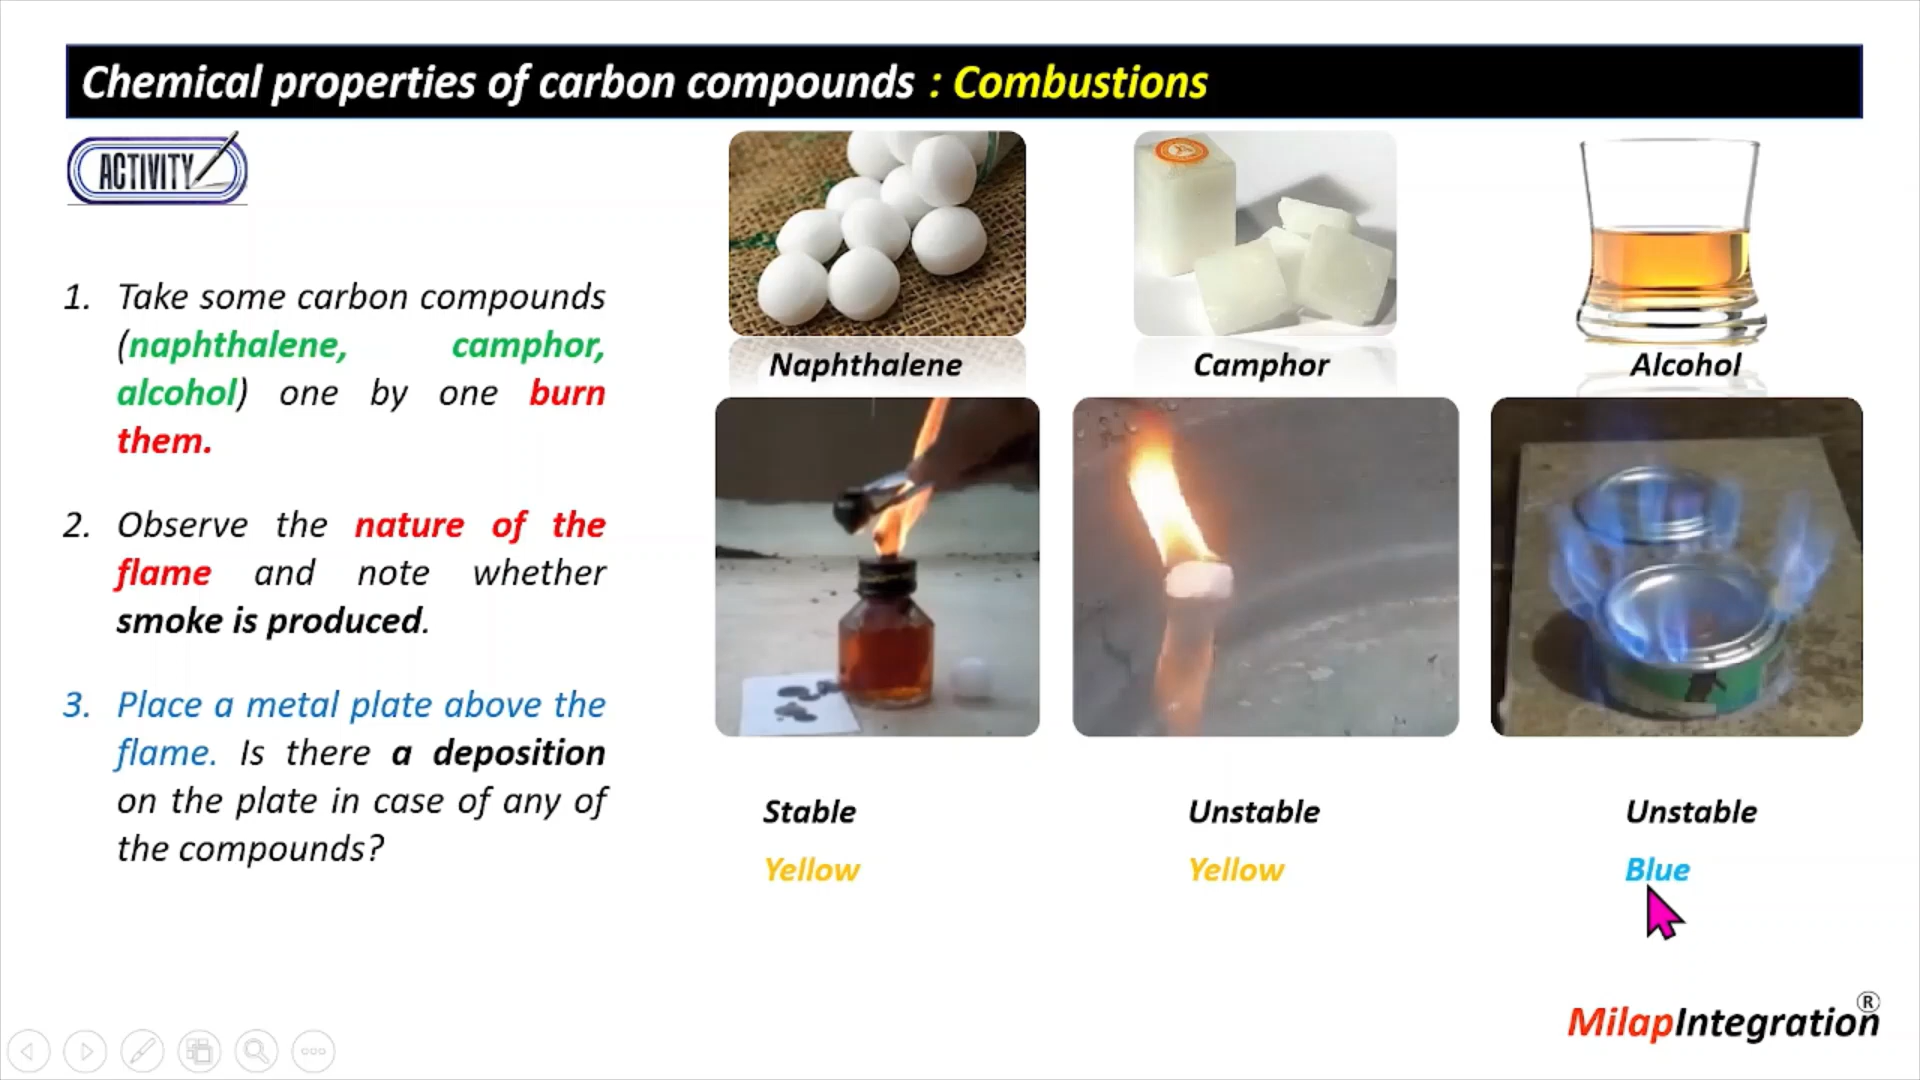 Chemical properties of carbon compounds : Combustions
ACTIVITY
1. Take some carbon compounds
(naphthalene, camphor,
alcohol) one by one burn
them.
2. Observe the nature of the
flame and note whether
smoke is produced.
3. Place a metal plate above the
flame. Is there a deposition
on the plate in case of any of
the compounds?
Naphthalene
Camphor
Alcohol
Stable
Unstable
Unstable
Yellow
Yellow
Blue
MilapIntegration®